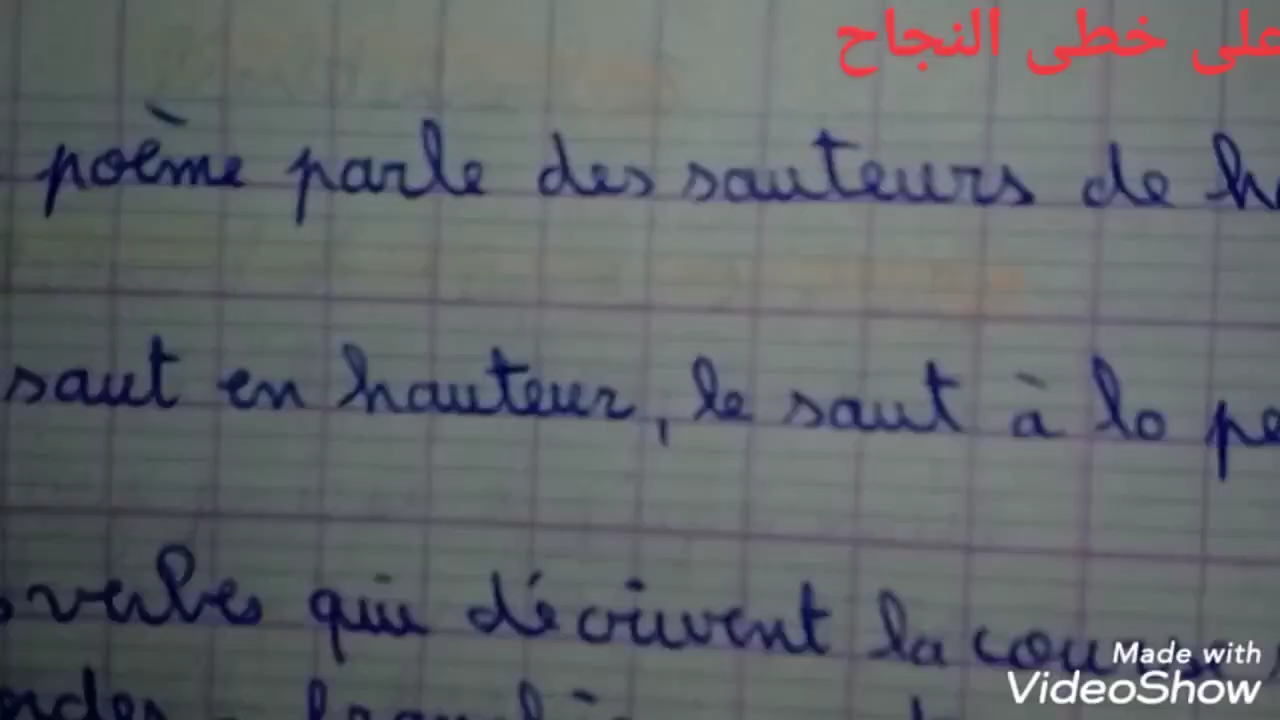 على خطى النجاح
poème parle des sauteurs de
saut en hauteur, le saut à la
verbes qui décrivent la course
Made with
VideoShow